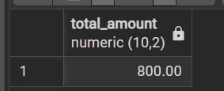 total_amount
numeric (10,2)
1 800.00